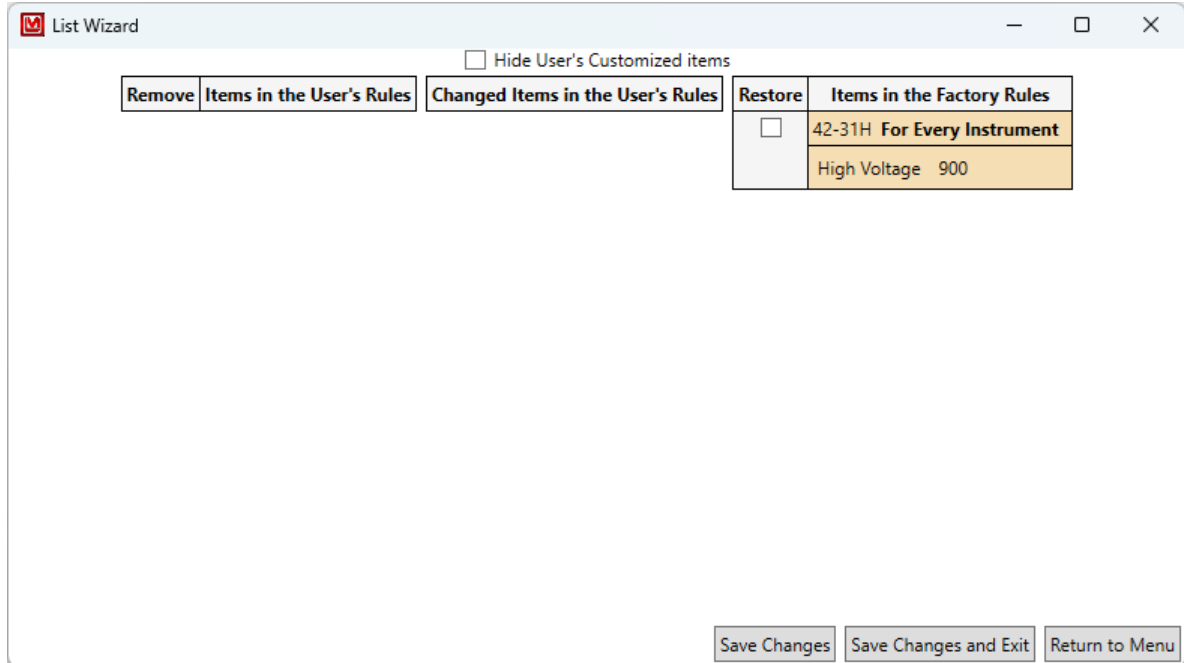 List Wizard
Hide User's Customized items
Remove Items in the User's Rules Changed Items in the User's Rules Restore Items in the Factory Rules
42-31H For Every Instrument
High Voltage 900
Save Changes Save Changes and Exit Return to Menu